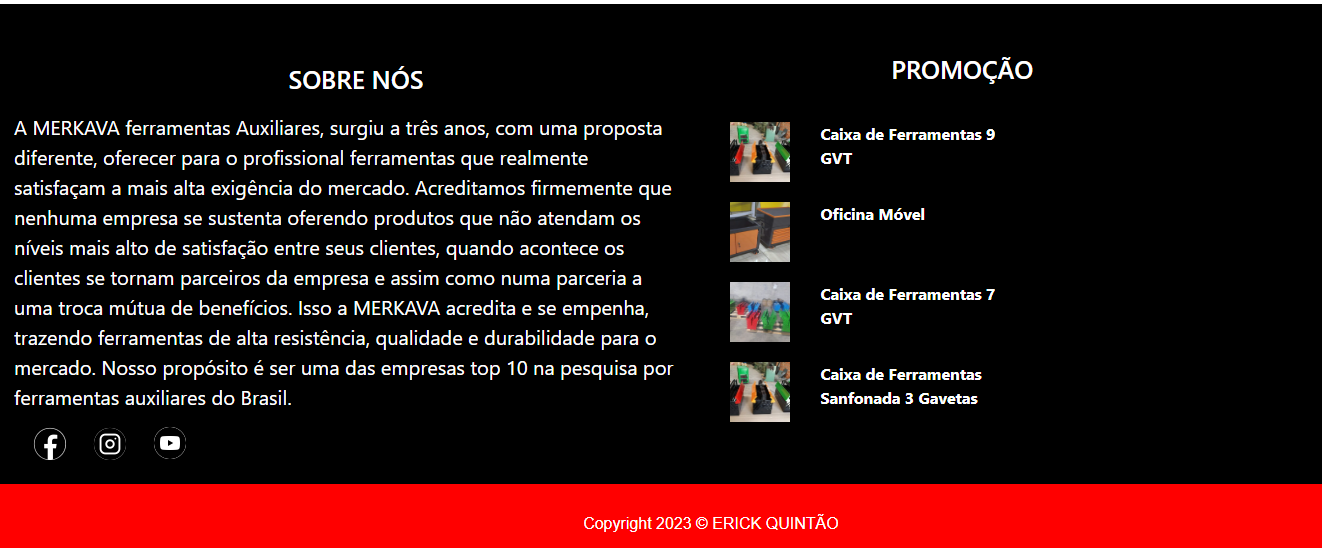 SOBRE NÓS
A MERKAVA ferramentas Auxiliares, surgiu a três anos, com uma proposta
diferente, oferecer para o profissional ferramentas que realmente
satisfaçam a mais alta exigência do mercado. Acreditamos firmemente que
nenhuma empresa se sustenta oferendo produtos que não atendam os
níveis mais alto de satisfação entre seus clientes, quando acontece os
clientes se tornam parceiros da empresa e assim como numa parceria a
uma troca mútua de benefícios. Isso a MERKAVA acredita e se empenha,
trazendo ferramentas de alta resistência, qualidade e durabilidade para o
mercado. Nosso propósito é ser uma das empresas top 10 na pesquisa por
ferramentas auxiliares do Brasil.
PROMOÇÃO
Caixa de Ferramentas 9
GVT
Oficina Móvel
Caixa de Ferramentas 7
GVT
Caixa de Ferramentas
Sanfonada 3 Gavetas
Copyright 2023 © ERICK QUINTÃO